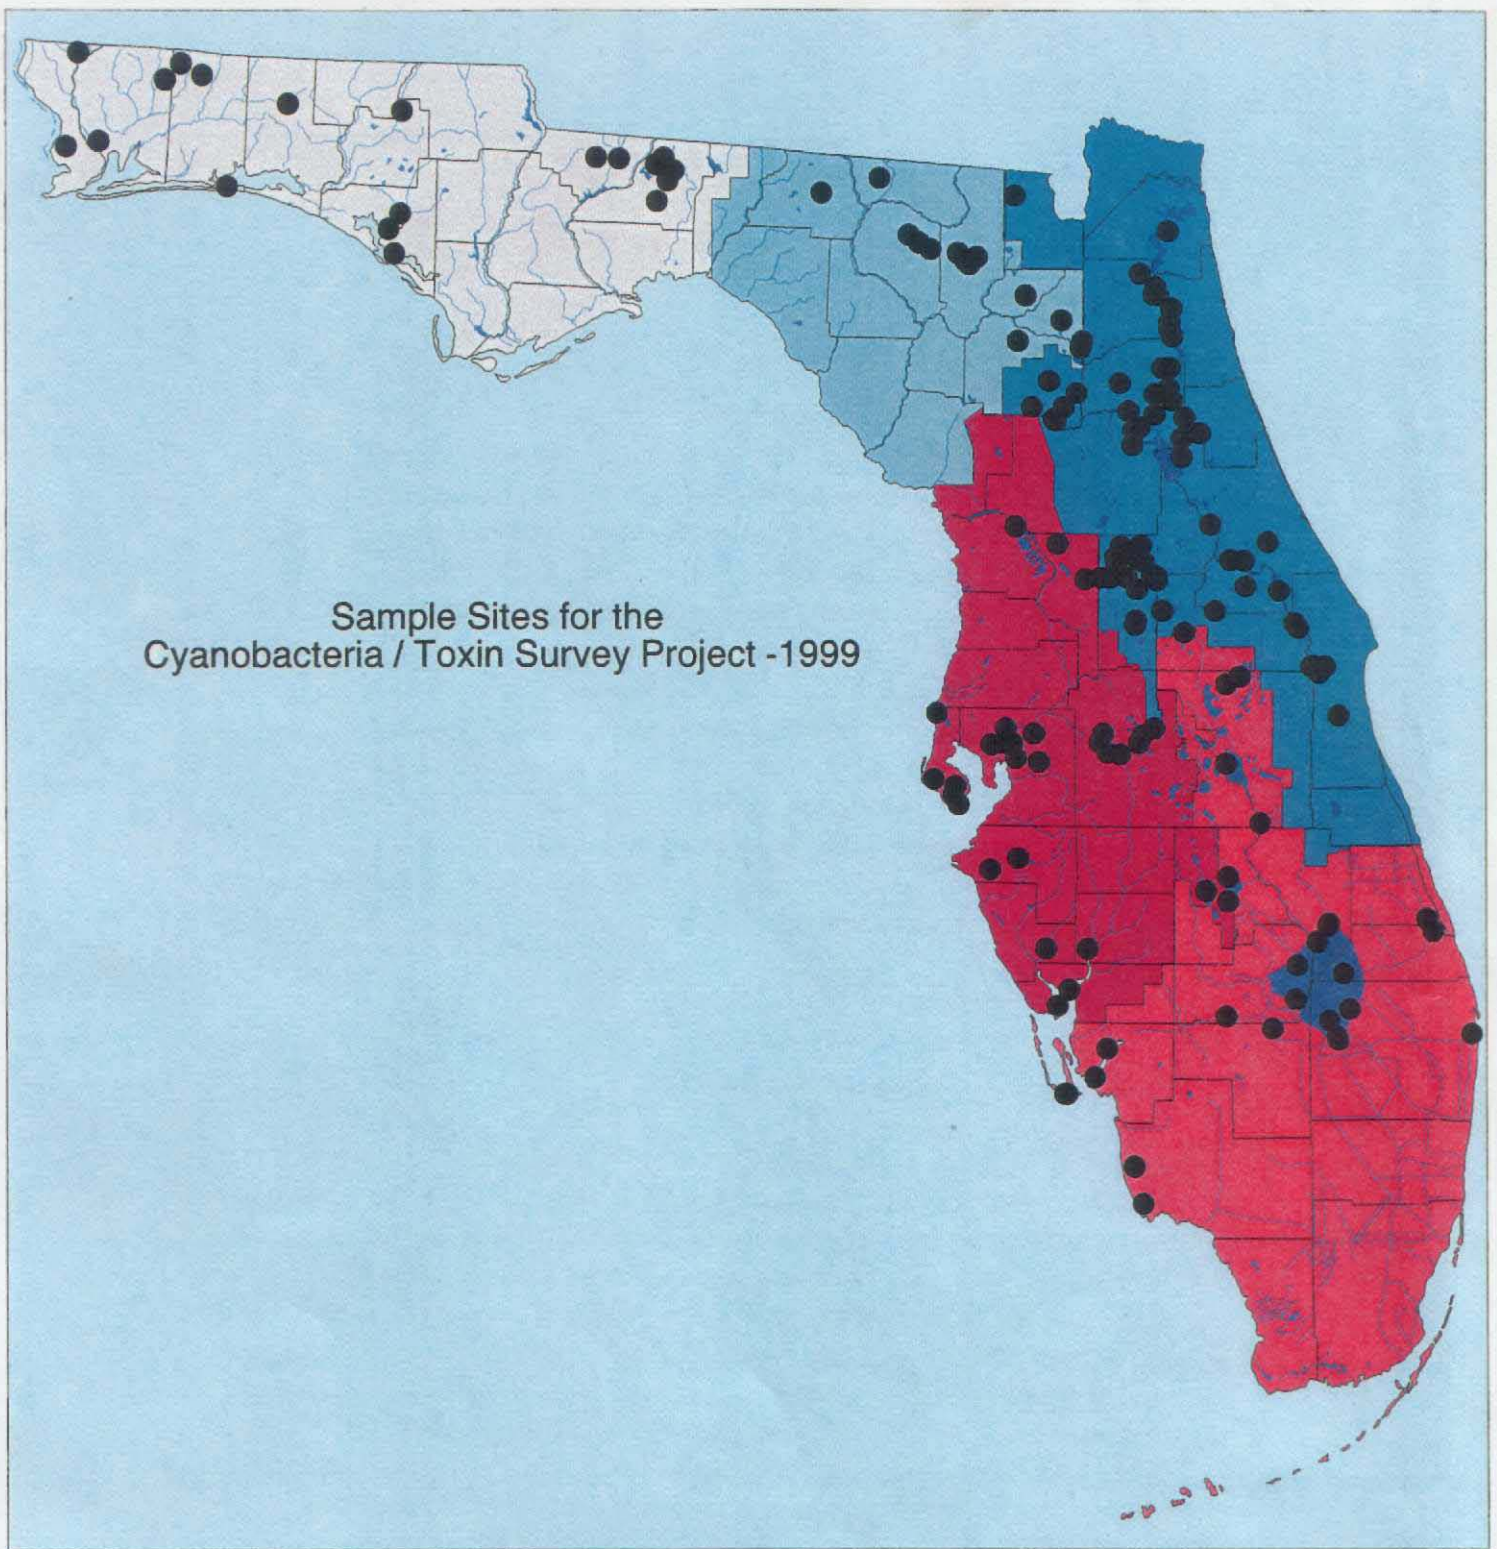 Sample Sites for the
Cyanobacteria / Toxin Survey Project -1999